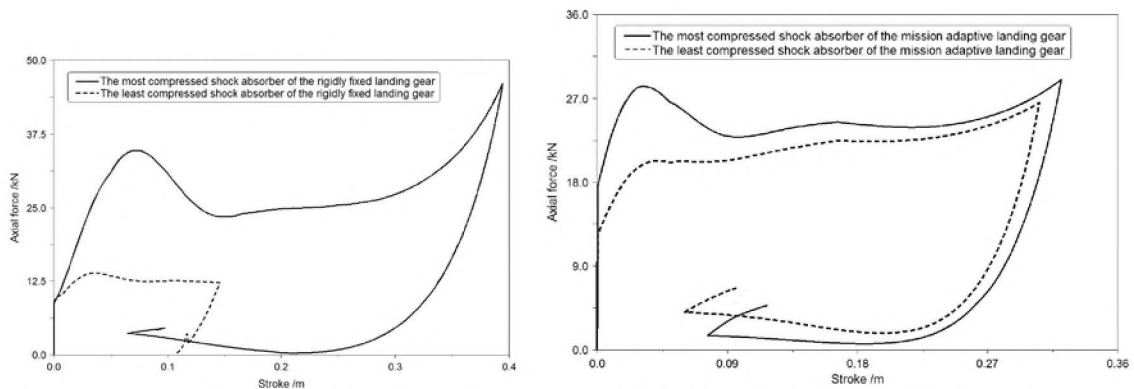 50.0
37.5
25.0
12.5
0.0
Axial force /kN
The most compressed shock absorber of the rigidly fixed landing gear
The least compressed shock absorber of the rigidly fixed landing gear
0.0 0.1 0.2 0.3 0.4
Stroke /m
36.0
27.0
18.0
9.0
0.0
Axial force /kN
The most compressed shock absorber of the mission adaptive landing gear
The least compressed shock absorber of the mission adaptive landing gear
0.00 0.09 0.18 0.27 0.36
Stroke /m